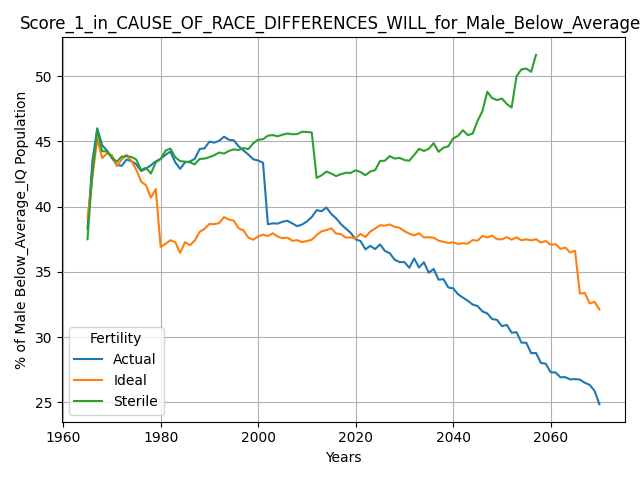 Score_1_in_CAUSE_OF_RACE_DIFFERENCES_WILL_for_Male_Below_Average
% of Male Below_Average_IQ Population
50
45
40
35
30
25
Fertility
Actual
Ideal
Sterile
1960 1980 2000 2020 2040 2060
Years